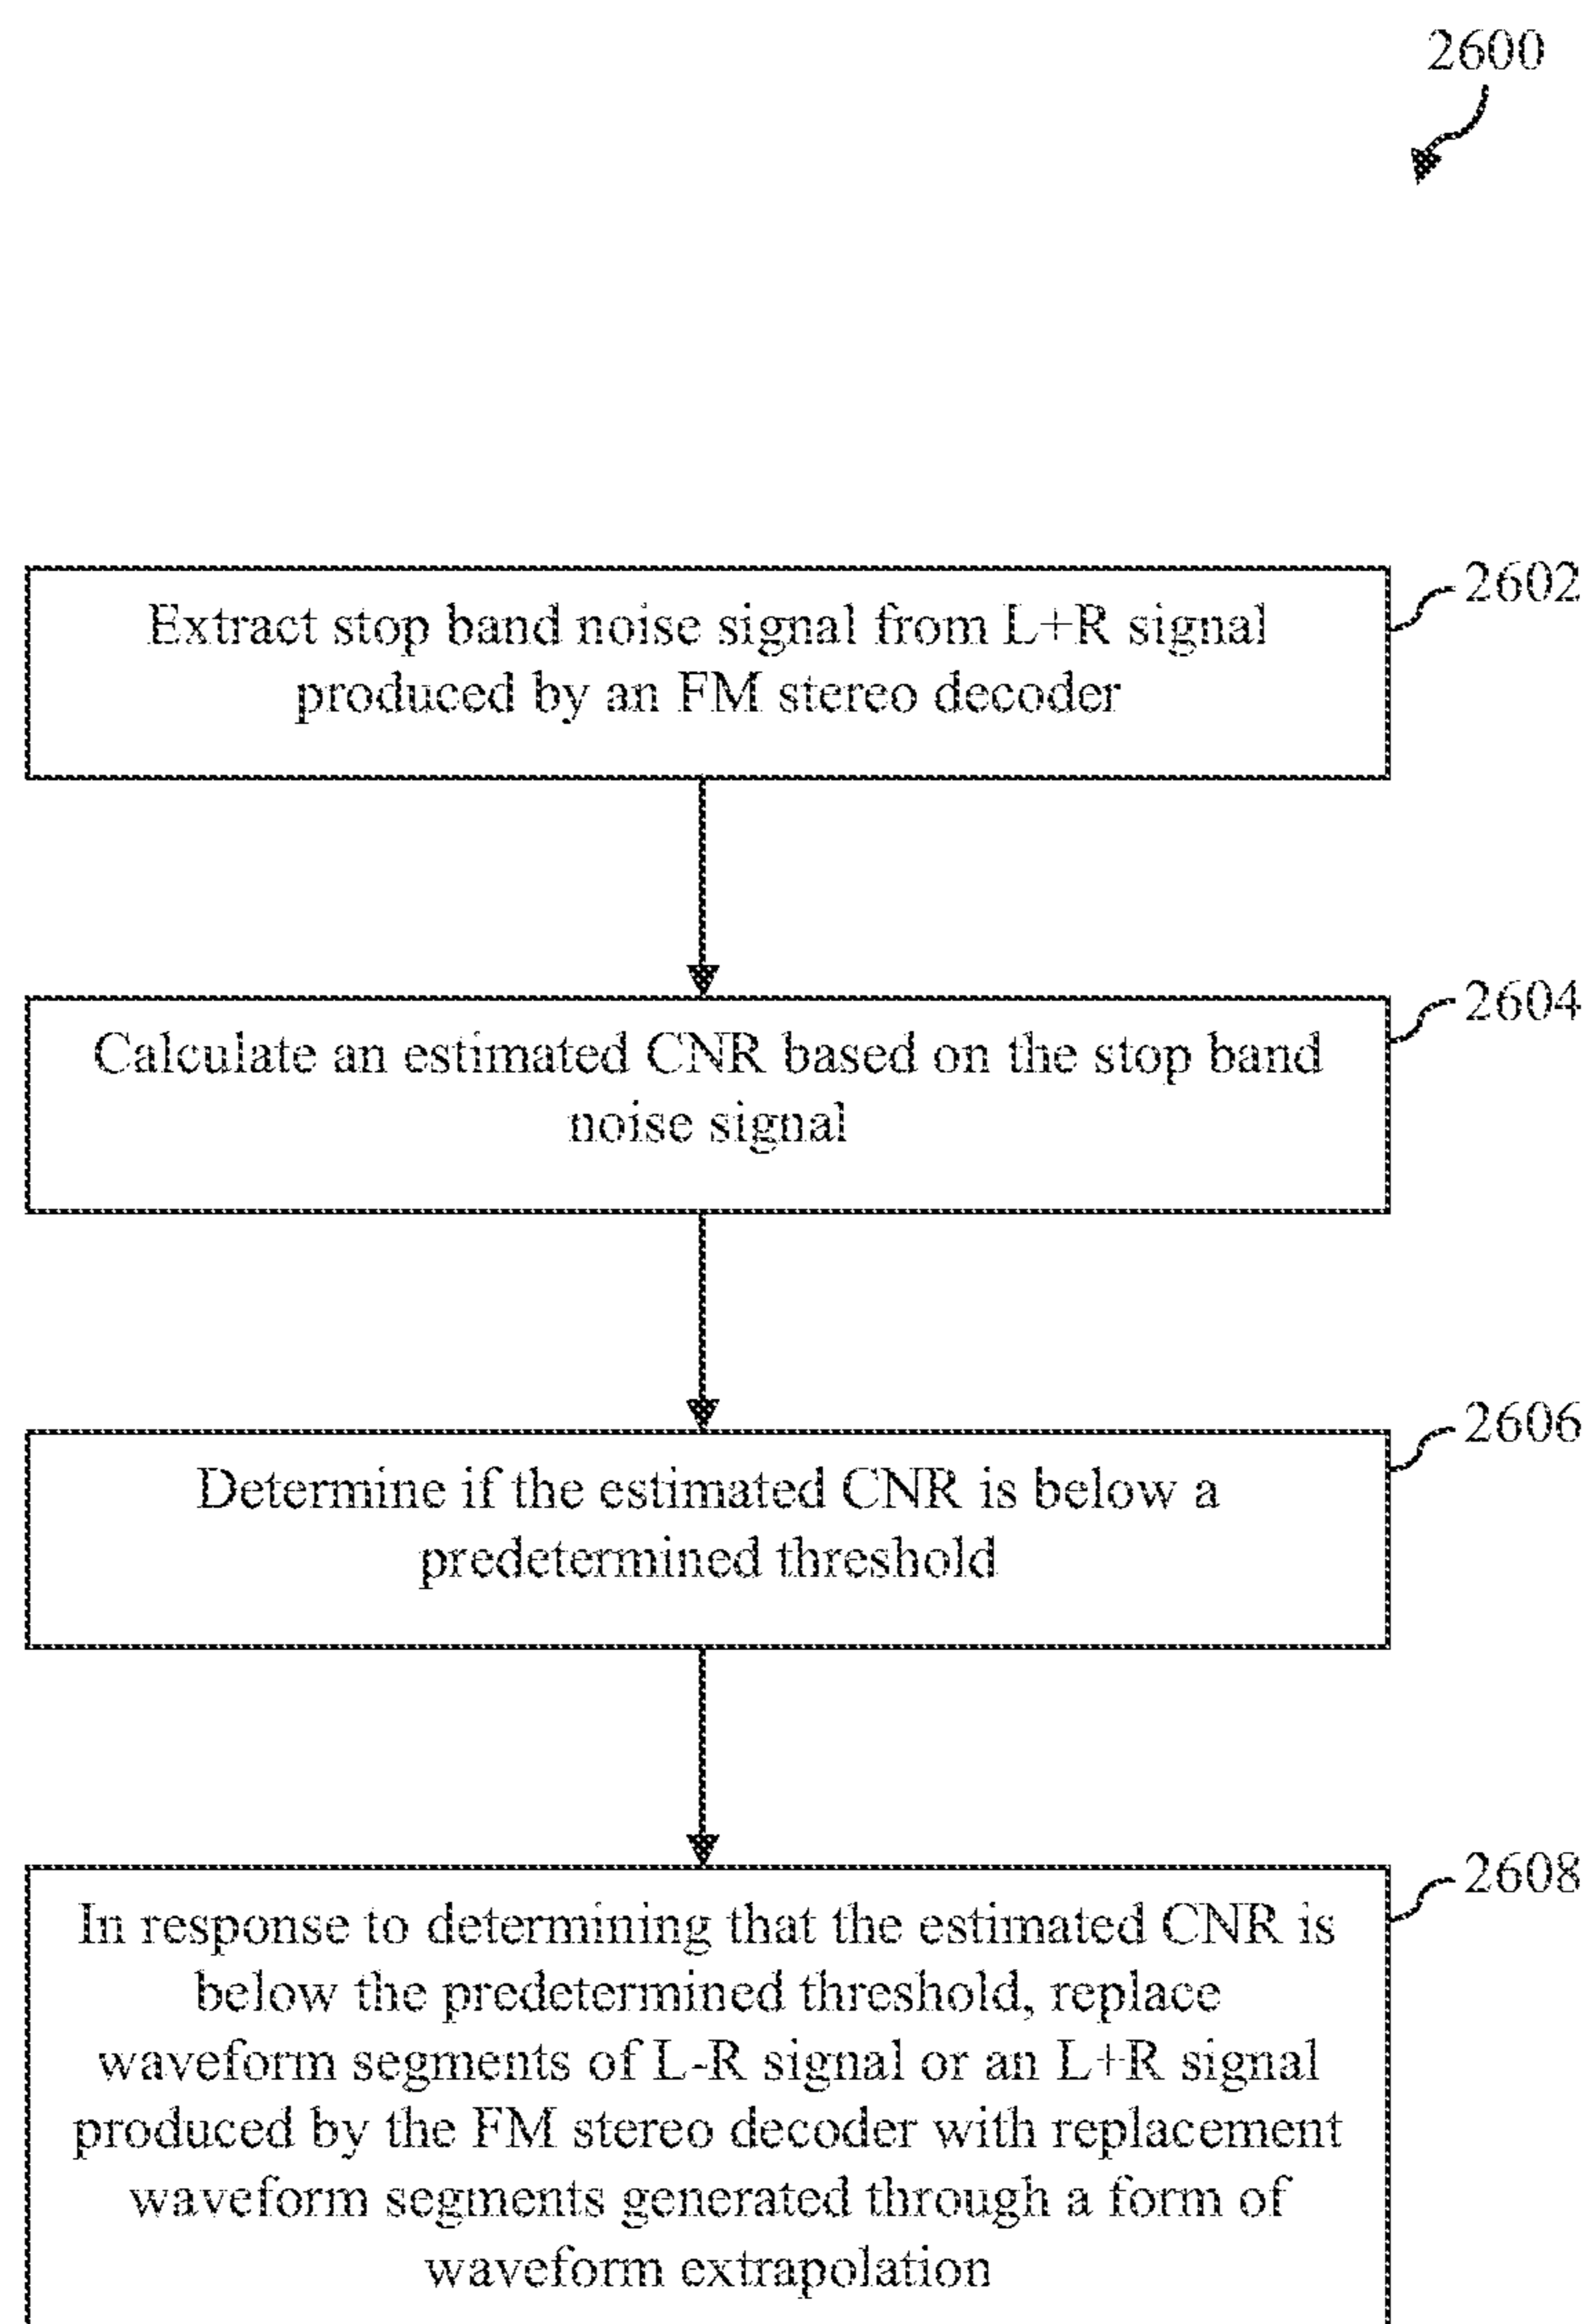 2600
Extract stop band noise signal from L+R signal
produced by an FM stereo decoder
2602
Calculate an estimated CNR based on the stop band
noise signal
2604
Determine if the estimated CNR is below a
predetermined threshold
2606
In response to determining that the estimated CNR is
below the predetermined threshold, replace
waveform segments of L-R signal or an L+R signal
produced by the FM stereo decoder with replacement
waveform segments generated through a form of
waveform extrapolation
2608